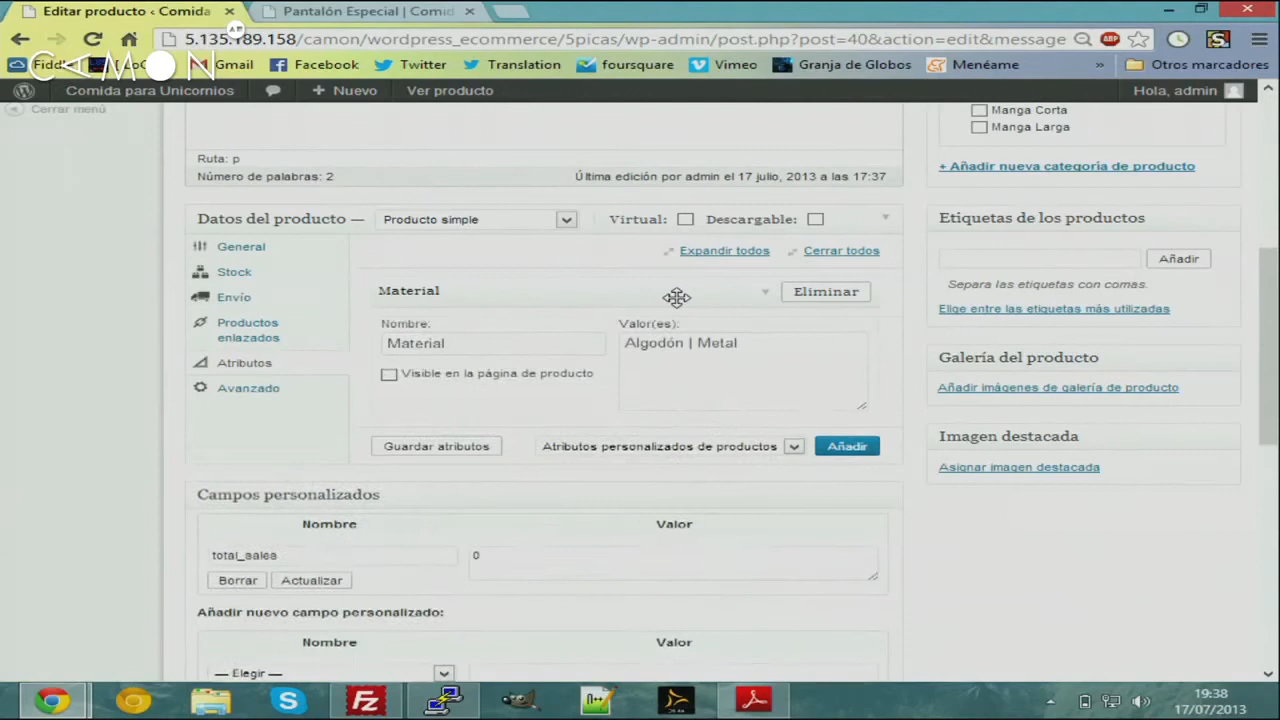 Editar producto ‹ Comida
Pantalón Especial | Comid
5.135.189.158/camon/wordpress_ecommerce/5picas/wp-admin/post.php?post=40&action=edit&message
CAMON
Gmail
Facebook
Twitter
Translation
foursquare
Vimeo
Granja de Globos
Menéame
»
Otros marcadores
Comida para Unicornios
+ Nuevo
Ver producto
Hola, admin
Cerrar menú
Manga Corta
Manga Larga
+ Añadir nueva categoría de producto
Ruta: p
Número de palabras: 2
Última edición por admin el 17 julio, 2013 a las 17:37
Datos del producto —
Producto simple
Virtual:
Descargable:
General
Stock
Envío
Productos
enlazados
Atributos
Avanzado
Expandir todos
Cerrar todos
Material
Eliminar
Nombre:
Material
Visible en la página de producto
Valor(es):
Algodón | Metal
Guardar atributos
Atributos personalizados de productos
Añadir
Etiquetas de los productos
Añadir
Separa las etiquetas con comas.
Elige entre las etiquetas más utilizadas
Galería del producto
Añadir imágenes de galería de producto
Imagen destacada
Asignar imagen destacada
Campos personalizados
Nombre
Valor
total_sales
0
Borrar
Actualizar
Añadir nuevo campo personalizado:
Nombre
Valor
— Elegir —
19:38
17/07/2013